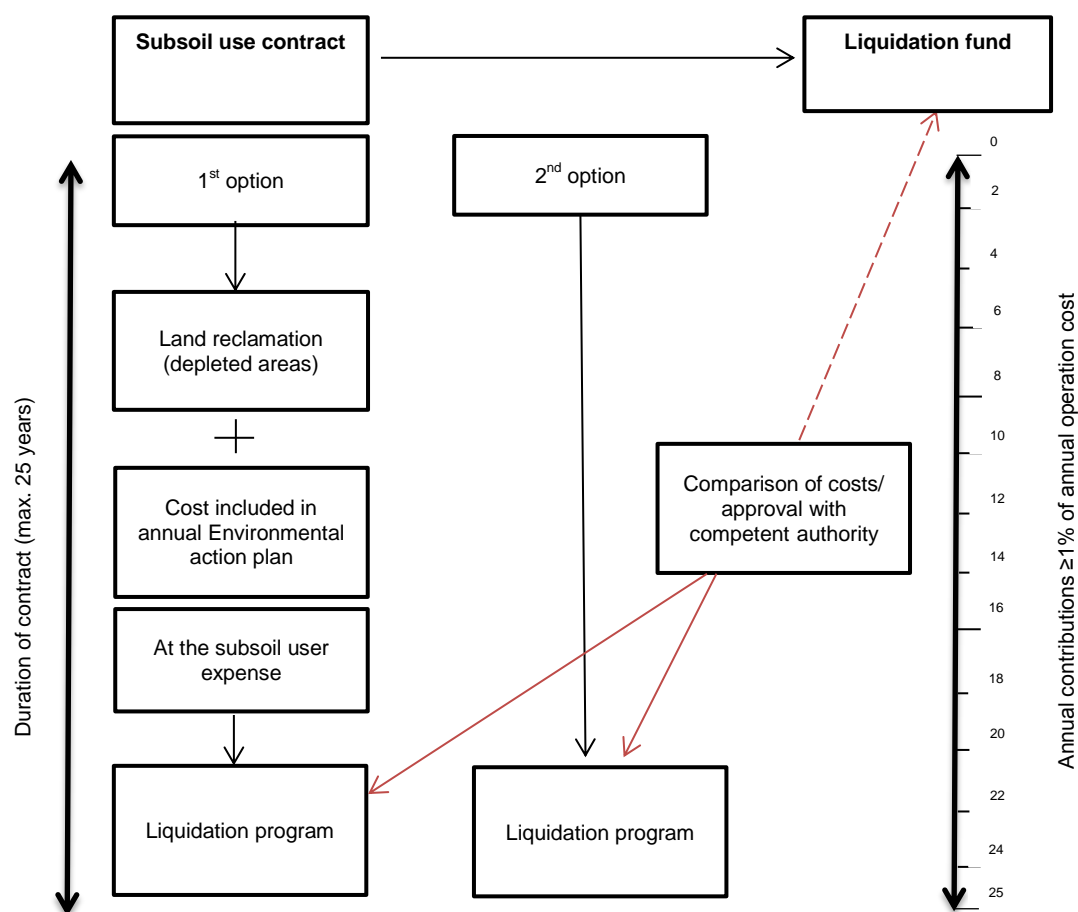 Subsoil use contract
Liquidation fund
1st option
2nd option
Land reclamation
(depleted areas)
Cost included in
annual Environmental
action plan
At the subsoil user
expense
Liquidation program
Liquidation program
Comparison of costs/
approval with
competent authority
Duration of contract (max. 25 years)
0
2
4
6
8
10
12
14
16
18
20
22
24
25
Annual contributions ≥1% of annual operation cost